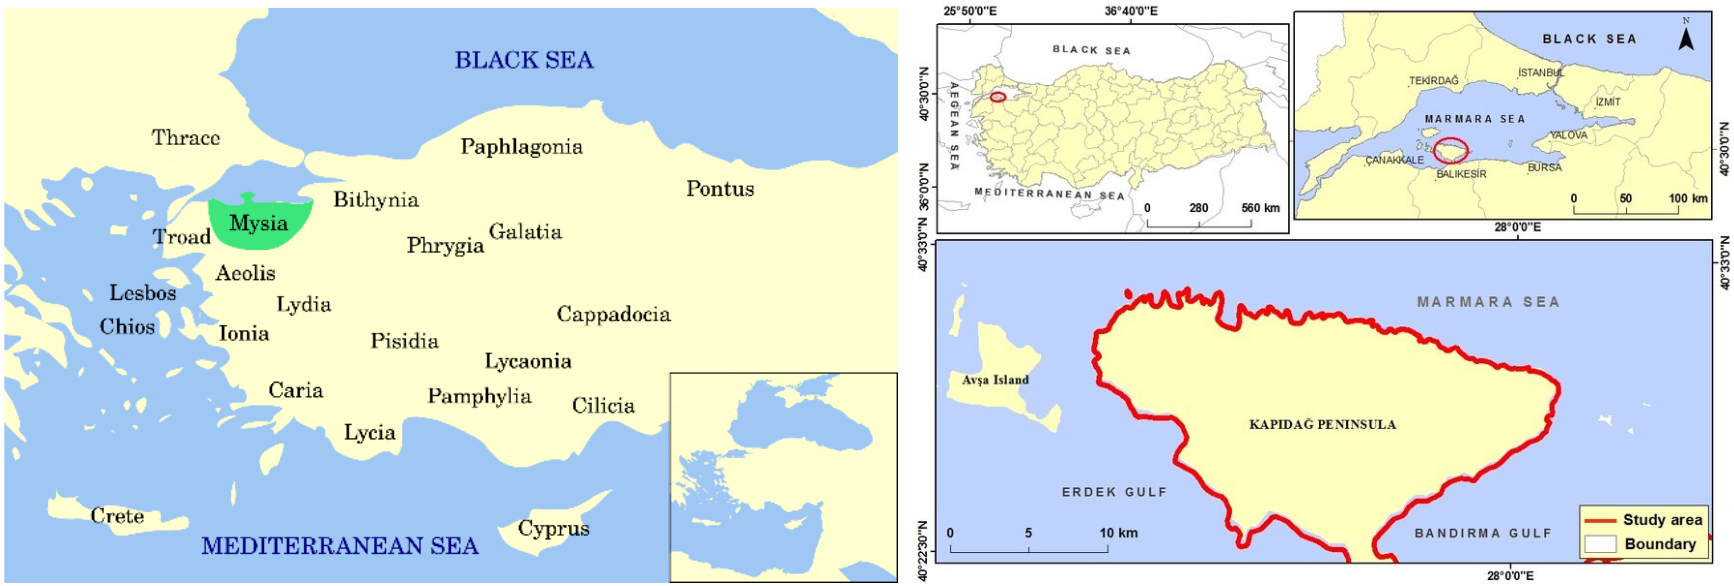 BLACK SEA
Thrace
Paphlagonia
Pontus
Bithynia
Mysia
Troad
Galatia
Phrygia
Aeolis
Lesbos
Lydia
Chios
Cappadocia
Ionia
Pisidia
Lycaonia
Caria
Pamphylia
Cilicia
Lycia
Crete
Cyprus
MEDITERRANEAN SEA
25°50'0"E
36°40'0"E
BLACK SEA
AEGEAN SEA
MEDITERRANEAN SEA
40°30'0"N
36°0'0"N
0 280 560 km
N
BLACK SEA
TEKİRDAĞ
İSTANBUL
İZMİT
MARMARA SEA
YALOVA
ÇANAKKALE
BALIKESİR
BURSA
0 50 100 km
40°30'0"N
28°0'0"E
40°33'0"N
40°33'0"N
MARMARA SEA
Avşa Island
KAPIDAĞ PENINSULA
ERDEK GULF
BANDIRMA GULF
0 5 10 km
Study area
Boundary
40°22'30"N
28°0'0"E